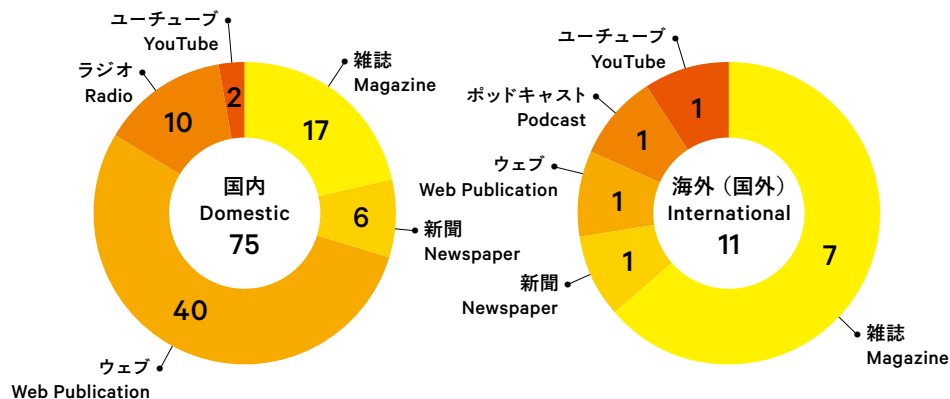 ユーチューブ
YouTube
雑誌
Magazine
ラジオ
Radio
2
10
17
国内
Domestic
75
6
新聞
Newspaper
40
ウェブ
Web Publication
ユーチューブ
YouTube
ポッドキャスト
Podcast
1
1
ウェブ
Web Publication
1
海外（国外）
International
11
7
1
新聞
Newspaper
雑誌
Magazine